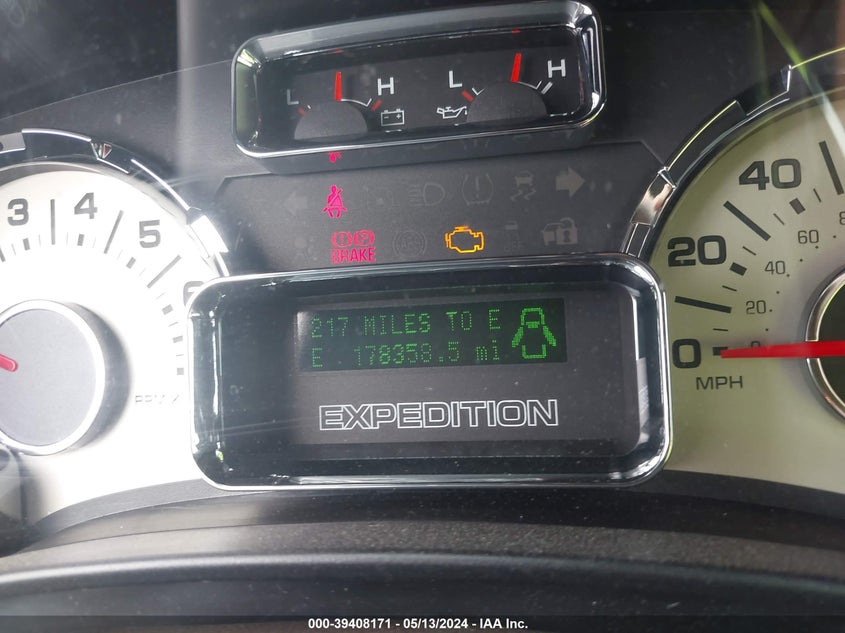 L H L H
3 4 5 6
BRAKE
217 MILES TO E
E 178358.5 mi
EXPEDITION
0 20 40
20 40 60
MPH
000-39408171 - 05/13/2024 - IAA Inc.